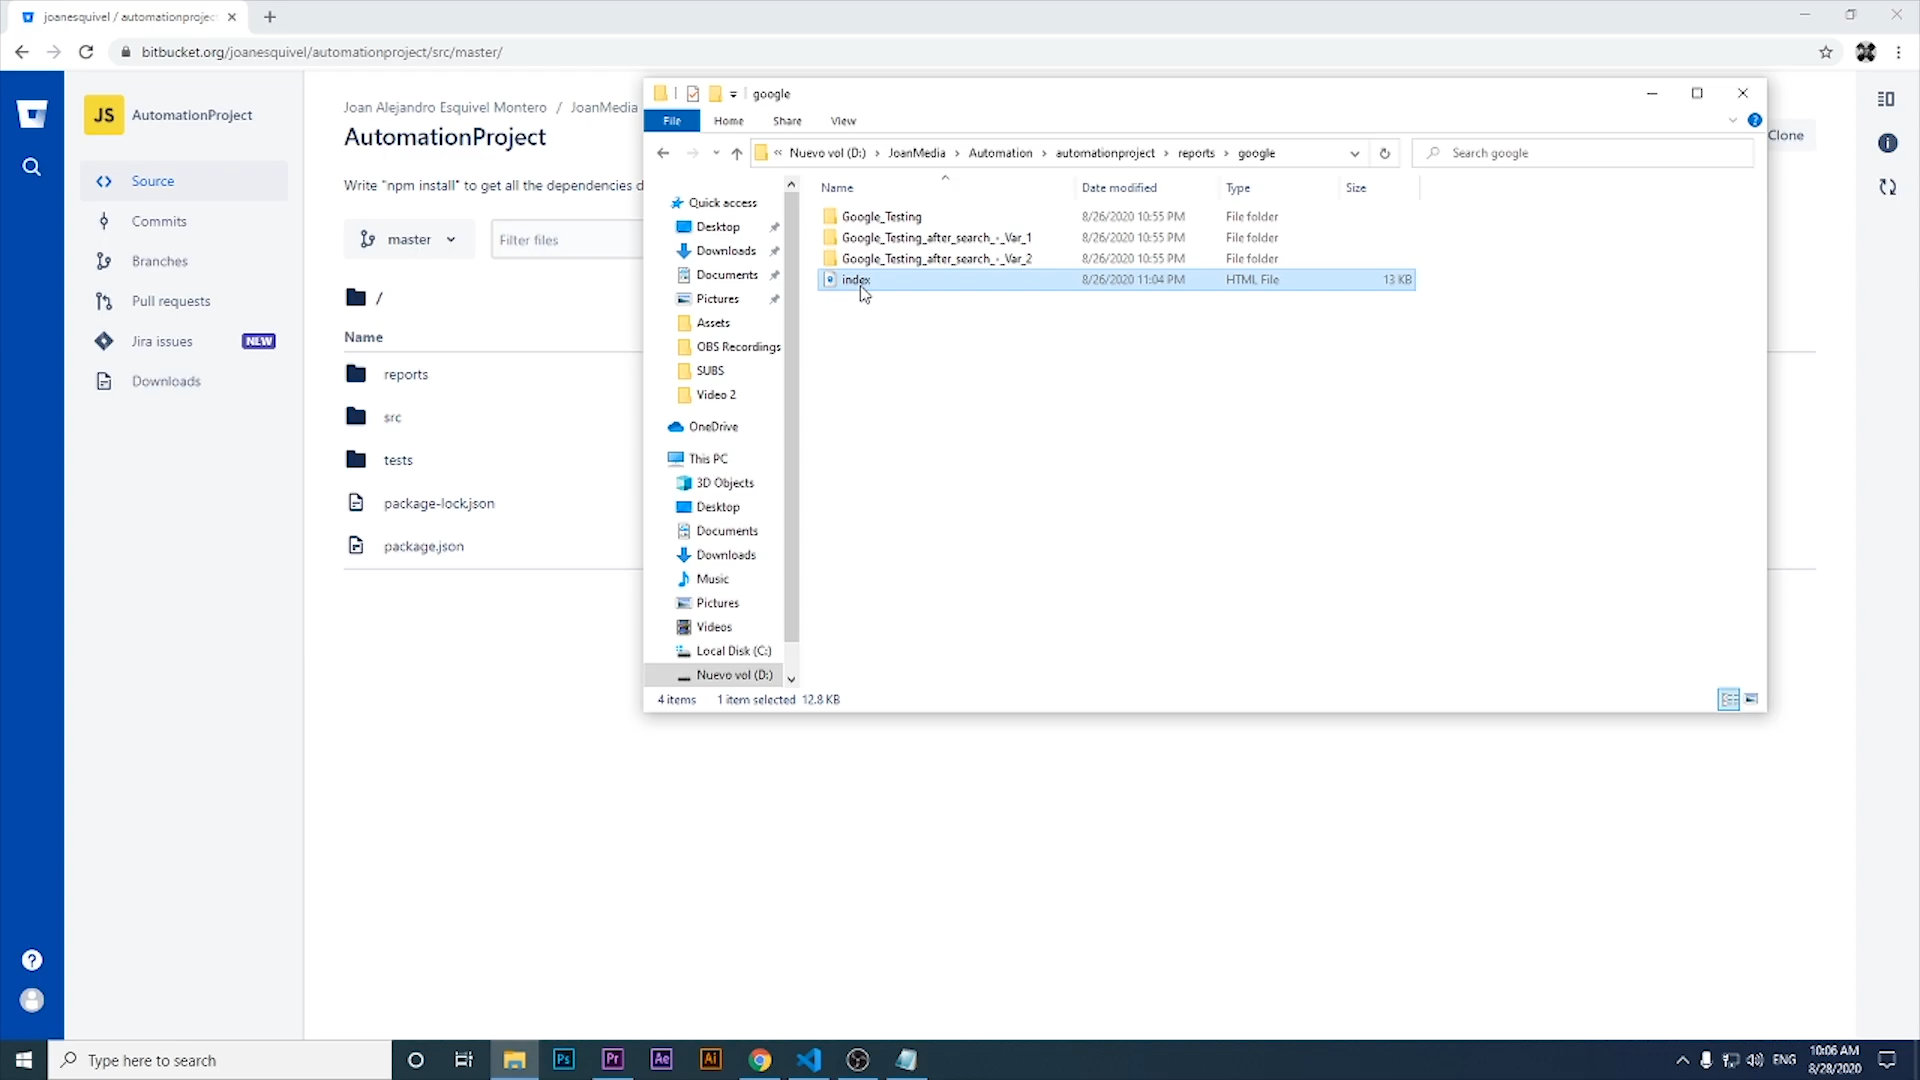 joanesquivel / automationproject
bitbucket.org/joanesquivel/automationproject/src/master/
JS
AutomationProject
Source
Commits
Branches
Pull requests
Jira issues
NEW
Downloads
Joan Alejandro Esquivel Montero / JoanMedia
AutomationProject
Clone
Write "npm install" to get all the dependencies d
master
Filter files
/
Name
reports
src
tests
package-lock.json
package.json
google
File
Home
Share
View
« Nuevo vol (D:) › JoanMedia › Automation › automationproject › reports › google
Search google
Quick access
Desktop
Downloads
Documents
Pictures
Assets
OBS Recordings
SUBS
Video 2
OneDrive
This PC
3D Objects
Desktop
Documents
Downloads
Music
Pictures
Videos
Local Disk (C:)
Nuevo vol (D:)
Name Date modified Type Size
Google_Testing 8/26/2020 10:55 PM File folder
Google_Testing_after_search_-_Var_1 8/26/2020 10:55 PM File folder
Google_Testing_after_search_-_Var_2 8/26/2020 10:55 PM File folder
index 8/26/2020 11:04 PM HTML File 13 KB
4 items 1 item selected 12.8 KB
Type here to search
Ps
Pr
Ae
Ai
ENG
10:06 AM
8/28/2020